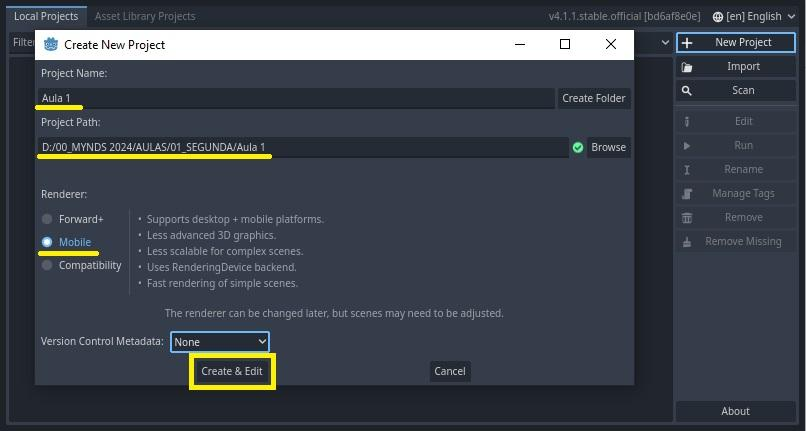 Local Projects Asset Library Projects v4.1.1.stable.official [bd6af8e0e] [en] English
Filter
Create New Project
Project Name:
Aula 1 Create Folder
Project Path:
D:/00_MYNDS 2024/AULAS/01_SEGUNDA/Aula 1 Browse
Renderer:
Forward+
Mobile
Compatibility
• Supports desktop + mobile platforms.
• Less advanced 3D graphics.
• Less scalable for complex scenes.
• Uses RenderingDevice backend.
• Fast rendering of simple scenes.
The renderer can be changed later, but scenes may need to be adjusted.
Version Control Metadata: None
Create & Edit Cancel
New Project
Import
Scan
Edit
Run
Rename
Manage Tags
Remove
Remove Missing
About